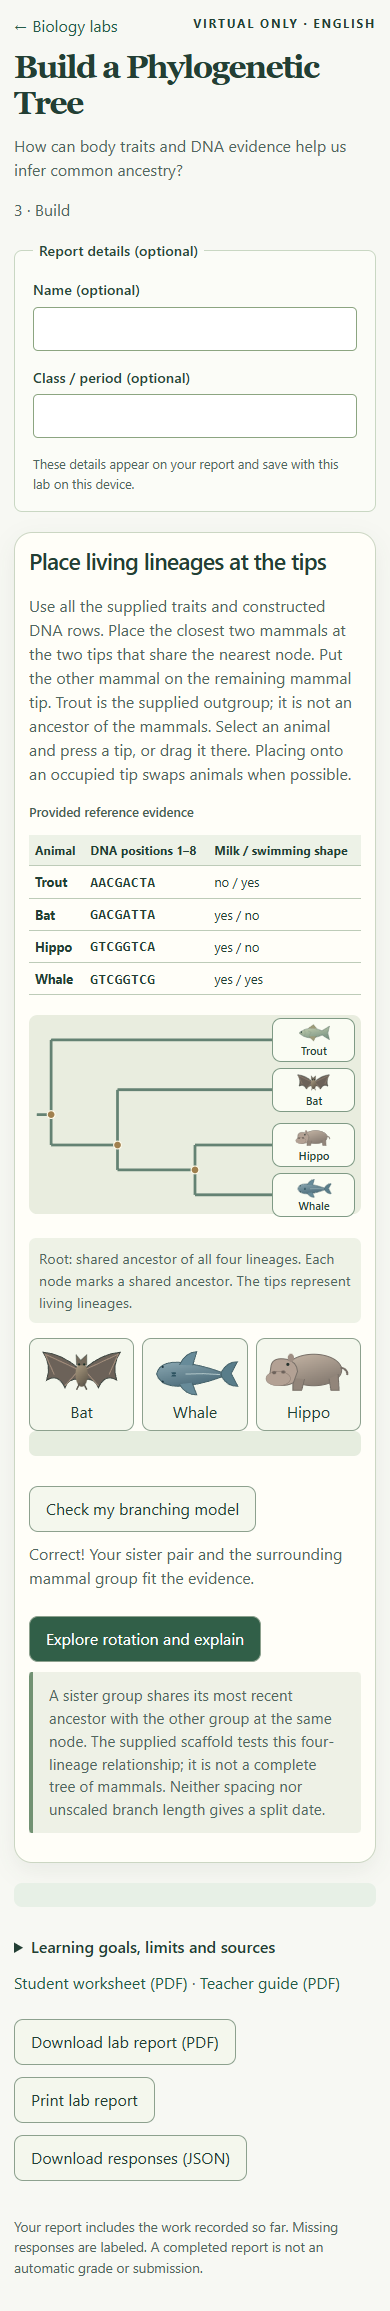 ← Biology labs
VIRTUAL ONLY · ENGLISH
Build a Phylogenetic
Tree
How can body traits and DNA evidence help us
infer common ancestry?
3 · Build
Report details (optional)
Name (optional)
Class / period (optional)
These details appear on your report and save with this
lab on this device.
Place living lineages at the tips
Use all the supplied traits and constructed
DNA rows. Place the closest two mammals at
the two tips that share the nearest node. Put
the other mammal on the remaining mammal
tip. Trout is the supplied outgroup; it is not an
ancestor of the mammals. Select an animal
and press a tip, or drag it there. Placing onto
an occupied tip swaps animals when possible.
Provided reference evidence
Animal DNA positions 1–8 Milk / swimming shape
Trout AACGACTA no / yes
Bat GACGATTA yes / no
Hippo GTCGGTCA yes / no
Whale GTCGGTCG yes / yes
Trout
Bat
Hippo
Whale
Root: shared ancestor of all four lineages. Each
node marks a shared ancestor. The tips represent
living lineages.
Bat Whale Hippo
Check my branching model
Correct! Your sister pair and the surrounding
mammal group fit the evidence.
Explore rotation and explain
A sister group shares its most recent
ancestor with the other group at the same
node. The supplied scaffold tests this four-
lineage relationship; it is not a complete
tree of mammals. Neither spacing nor
unscaled branch length gives a split date.
▶ Learning goals, limits and sources
Student worksheet (PDF) · Teacher guide (PDF)
Download lab report (PDF)
Print lab report
Download responses (JSON)
Your report includes the work recorded so far. Missing
responses are labeled. A completed report is not an
automatic grade or submission.